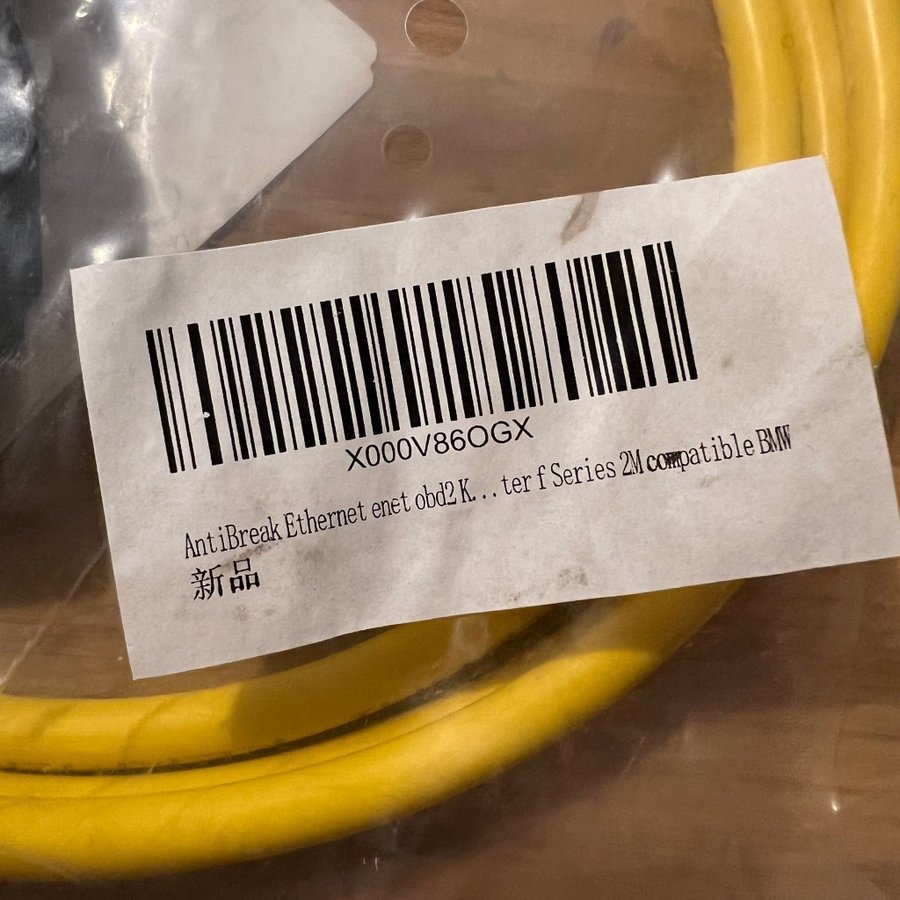 X000V86OGX
AntiBreak Ethernet enet obd2 K...ter f Series 2M compatible BMW
新品